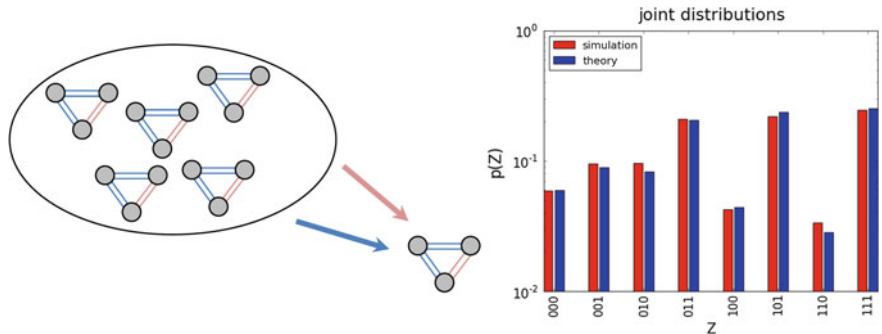 joint distributions
10^0
simulation
theory
p(Z)
10^-1
10^-2
000 001 010 011 100 101 110 111
Z